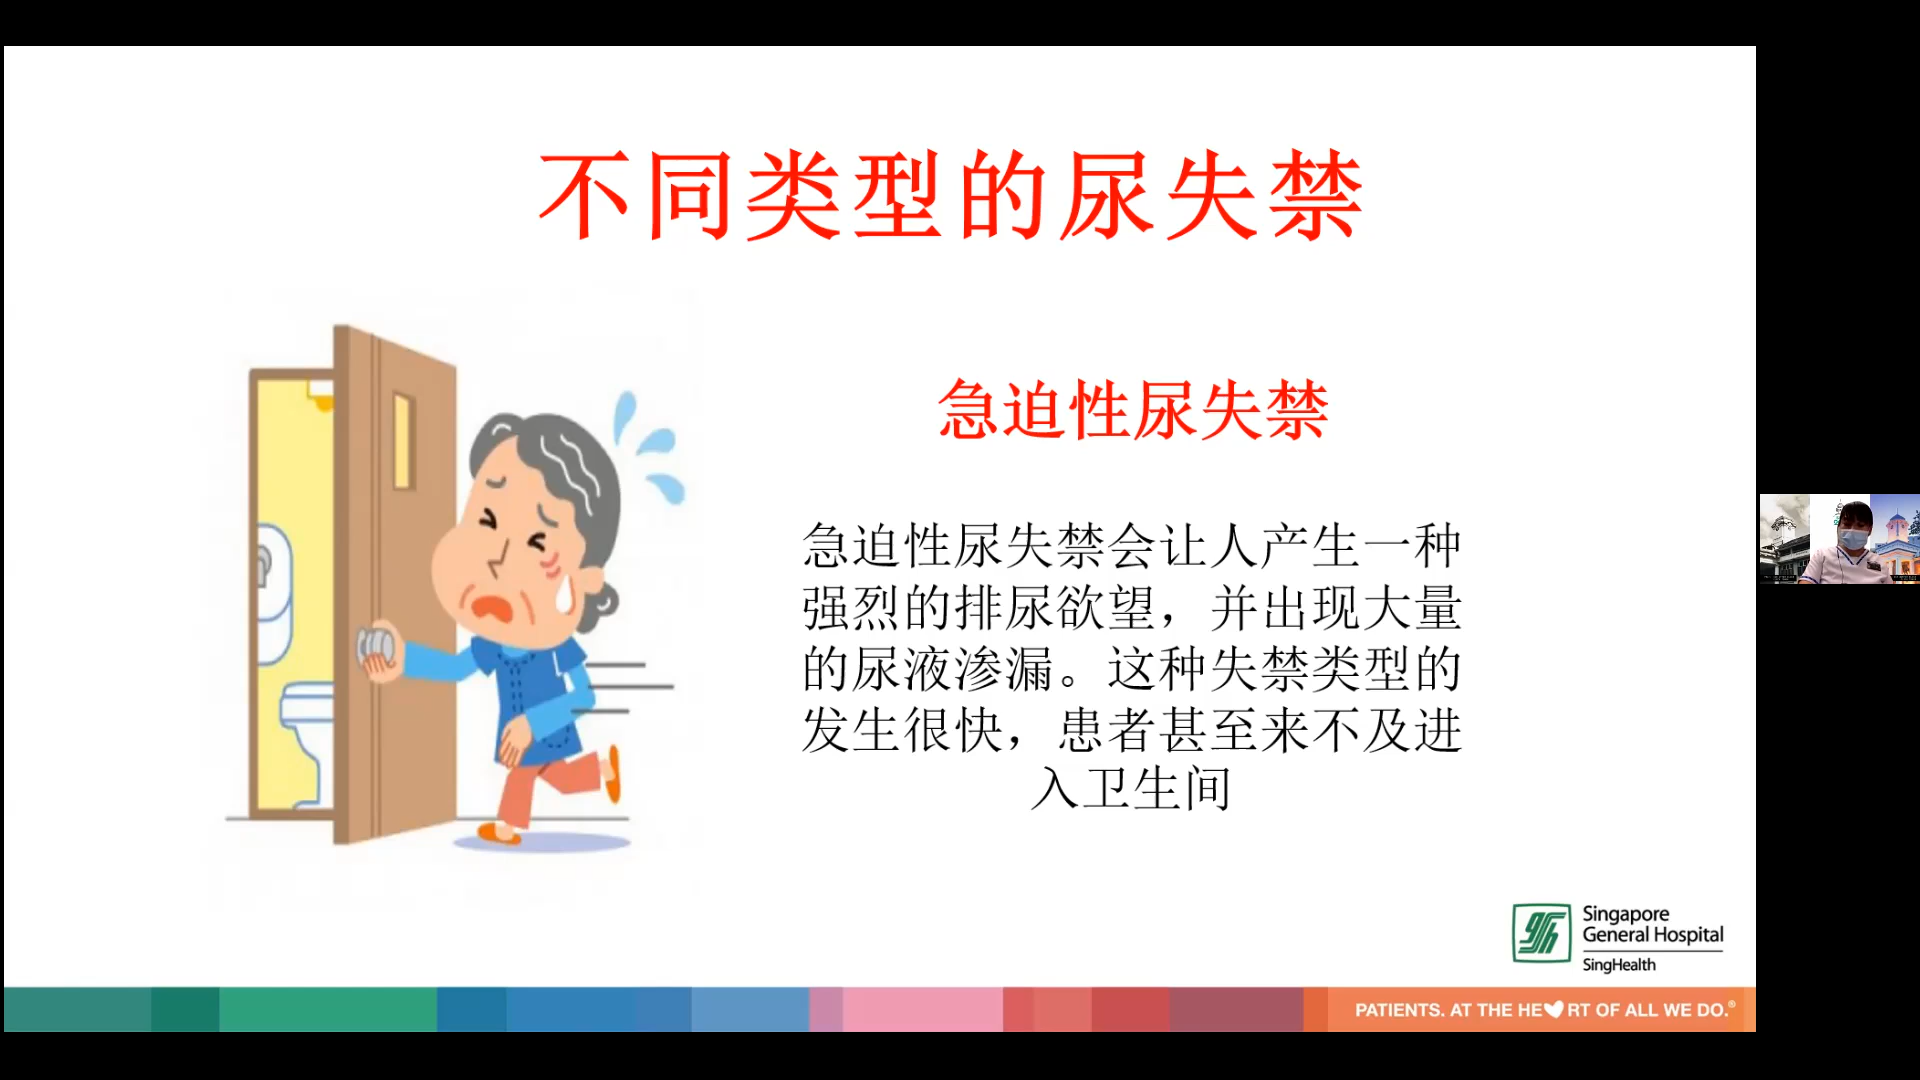 不同类型的尿失禁
急迫性尿失禁
急迫性尿失禁会让人产生一种
强烈的排尿欲望，并出现大量
的尿液渗漏。这种失禁类型的
发生很快，患者甚至来不及进
入卫生间
Singapore
General Hospital
SingHealth
PATIENTS. AT THE HE RT OF ALL WE DO.®